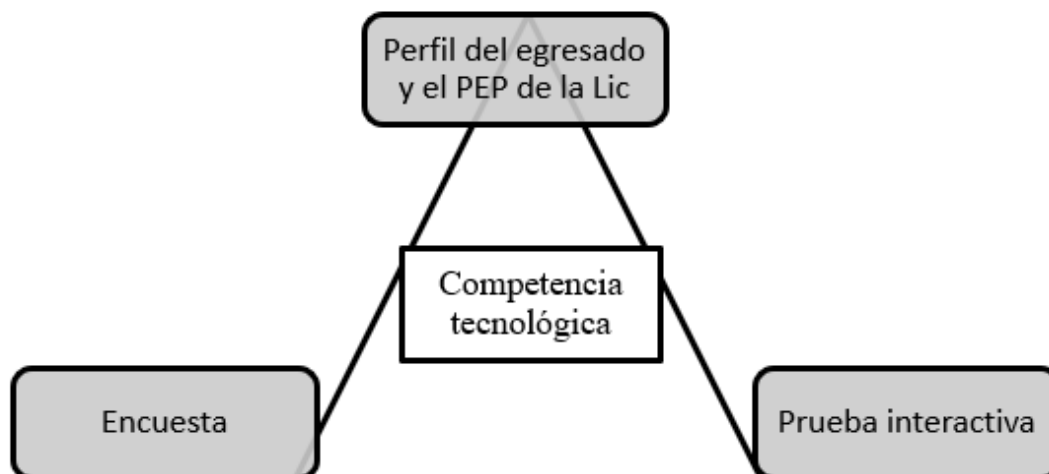 Perfil del egresado
y el PEP de la Lic
Competencia
tecnológica
Encuesta
Prueba interactiva